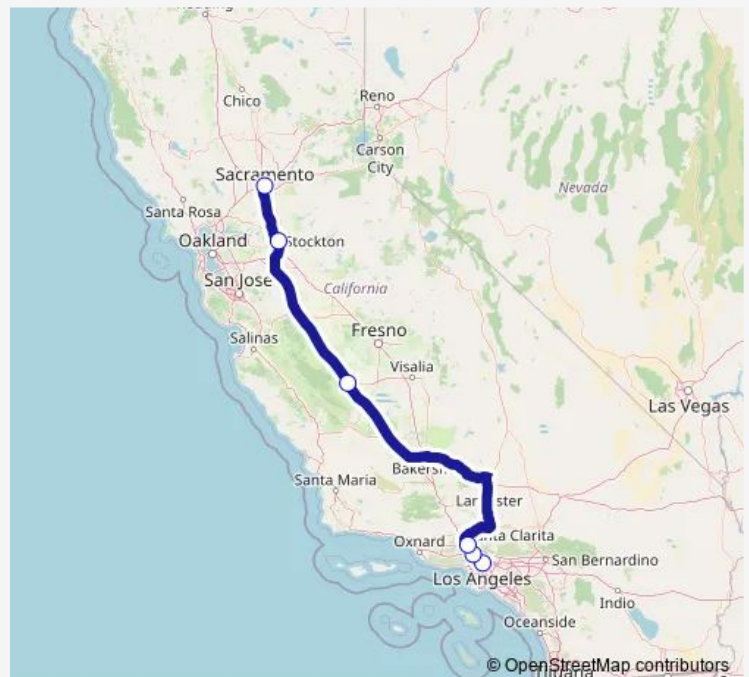 Chico
Reno
Carson
City
Sacramento
Nevada
Santa Rosa
Stockton
Oakland
San Jose
California
Salinas
Fresno
Visalia
Las Vegas
Santa Maria
Oxnard
San Bernardino
Los Angeles
Indio
Oceanside
© OpenStreetMap contributors